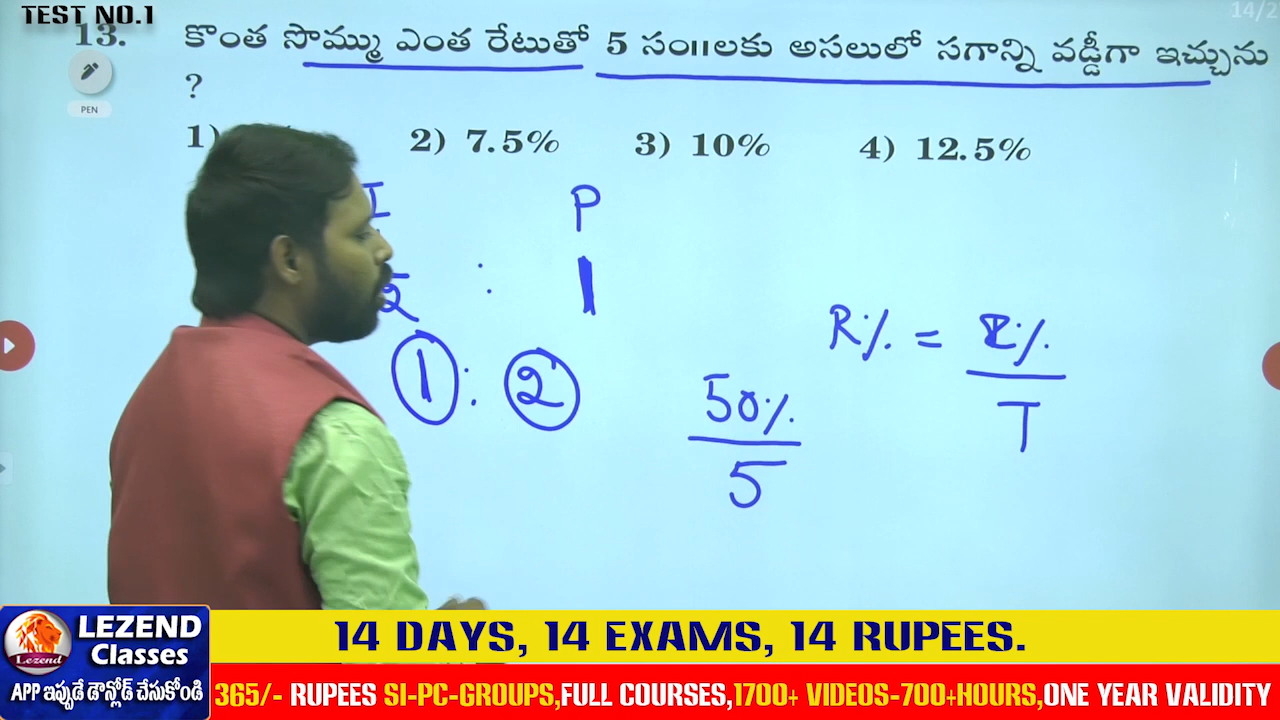 TEST NO.1
14/2
13. కొంత సొమ్ము ఎంత రేటుతో 5 సంııలకు అసలులో సగాన్ని వడ్డీగా ఇచ్చును
?
PEN
1) 2) 7.5% 3) 10% 4) 12.5%
I P
2 : 1
R% = I%
T
1 : 2
50%
5
LEZEND
Classes
Lezend
APP ఇప్పుడే డౌన్లోడ్ చేసుకోండి
14 DAYS, 14 EXAMS, 14 RUPEES.
365/- RUPEES SI-PC-GROUPS,FULL COURSES,1700+ VIDEOS-700+HOURS,ONE YEAR VALIDITY